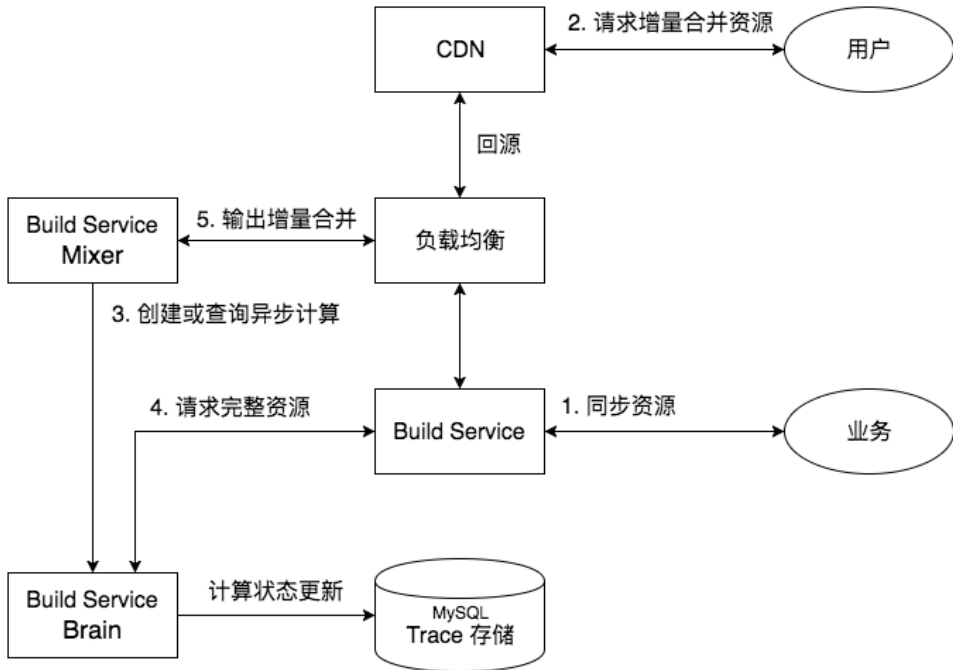 CDN
2. 请求增量合并资源
用户
回源
Build Service
Mixer
5. 输出增量合并
负载均衡
3. 创建或查询异步计算
4. 请求完整资源
Build Service
1. 同步资源
业务
Build Service
Brain
计算状态更新
MySQL
Trace 存储